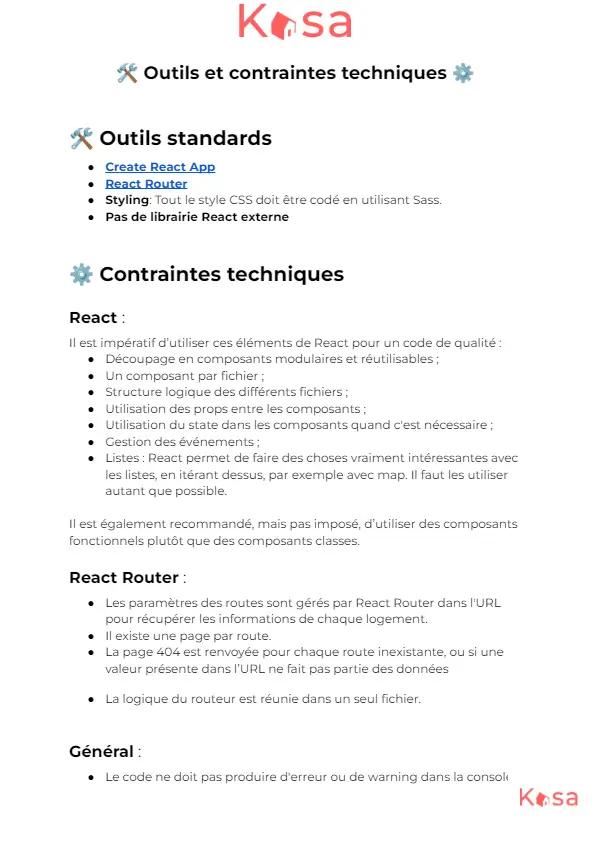 Kasa
🛠️ Outils et contraintes techniques ⚙️
🛠️ Outils standards
● Create React App
● React Router
● Styling: Tout le style CSS doit être codé en utilisant Sass.
● Pas de librairie React externe
⚙️ Contraintes techniques
React :
Il est impératif d’utiliser ces éléments de React pour un code de qualité :
● Découpage en composants modulaires et réutilisables ;
● Un composant par fichier ;
● Structure logique des différents fichiers ;
● Utilisation des props entre les composants ;
● Utilisation du state dans les composants quand c'est nécessaire ;
● Gestion des événements ;
● Listes : React permet de faire des choses vraiment intéressantes avec
les listes, en itérant dessus, par exemple avec map. Il faut les utiliser
autant que possible.
Il est également recommandé, mais pas imposé, d’utiliser des composants
fonctionnels plutôt que des composants classes.
React Router :
● Les paramètres des routes sont gérés par React Router dans l'URL
pour récupérer les informations de chaque logement.
● Il existe une page par route.
● La page 404 est renvoyée pour chaque route inexistante, ou si une
valeur présente dans l’URL ne fait pas partie des données
● La logique du routeur est réunie dans un seul fichier.
Général :
● Le code ne doit pas produire d'erreur ou de warning dans la console
Kasa